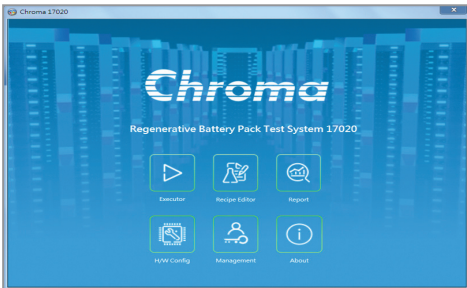 Chroma 17020
x
Chroma
Regenerative Battery Pack Test System 17020
Executor Recipe Editor Report
H/W Config Management About